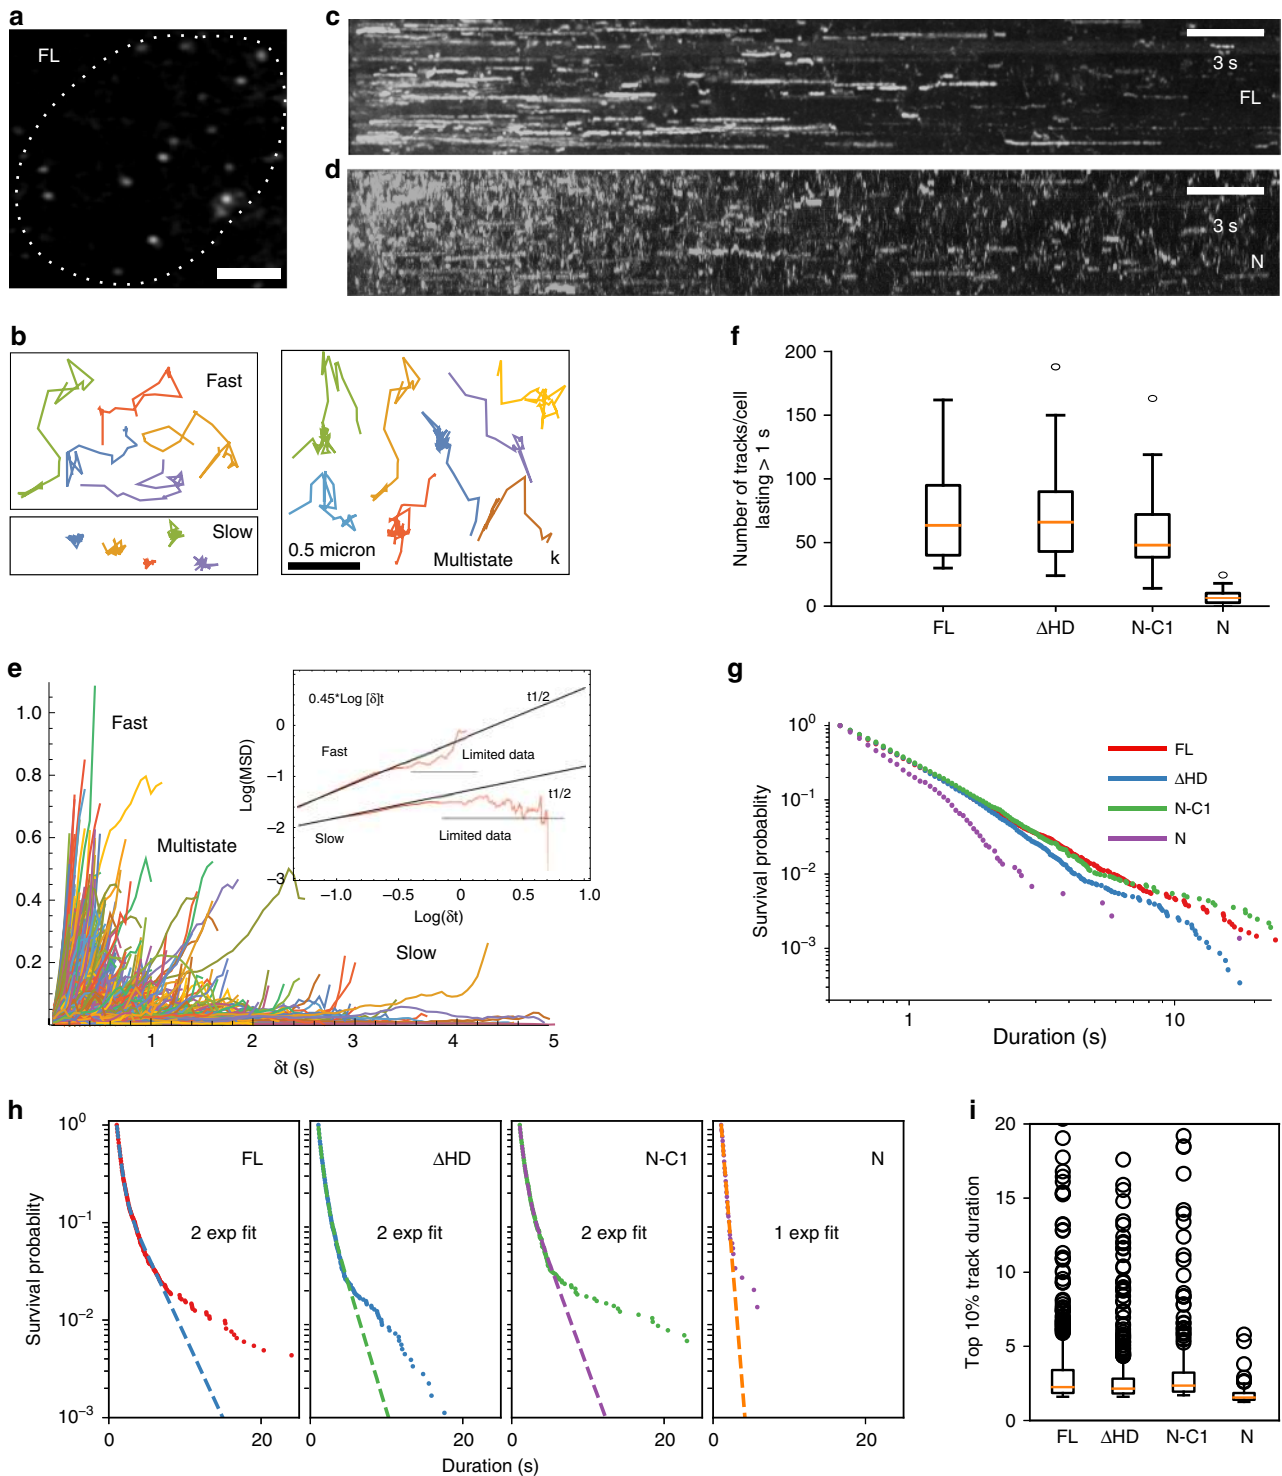 a
FL
b
Fast
Slow
0.5 micron
Multistate
k
c
3 s
FL
d
3 s
N
f
200
150
100
50
0
Number of tracks/cell
lasting > 1 s
FL
ΔHD
N-C1
N
e
1.0
0.8
0.6
0.4
0.2
Fast
Multistate
Slow
1
2
3
4
5
δt (s)
0.45*Log [δ]t
t1/2
Fast
Limited data
t1/2
Slow
Limited data
0
−1
−2
−3
Log(MSD)
−1.0
−0.5
0
0.5
1.0
Log(δt)
g
10⁰
10⁻¹
10⁻²
10⁻³
Survival probablity
FL
ΔHD
N-C1
N
1
10
Duration (s)
h
10⁰
10⁻¹
10⁻²
10⁻³
Survival probablity
FL
2 exp fit
ΔHD
2 exp fit
N-C1
2 exp fit
N
1 exp fit
0
20
0
20
0
20
0
20
Duration (s)
i
20
15
10
5
0
Top 10% track duration
FL
ΔHD
N-C1
N